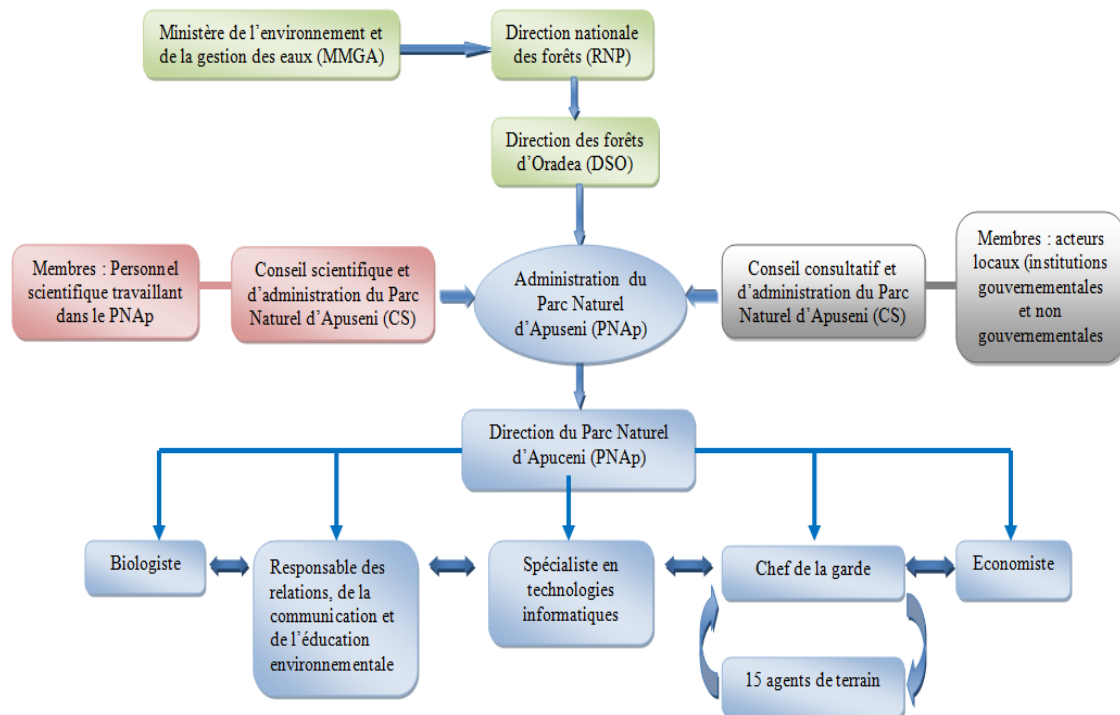 Ministère de l'environnement et
de la gestion des eaux (MMGA)
Direction nationale
des forêts (RNP)
Direction des forêts
d'Oradea (DSO)
Membres : Personnel
scientifique travaillant
dans le PNAp
Conseil scientifique et
d'administration du Parc
Naturel d'Apuseni (CS)
Administration du
Parc Naturel
d'Apuseni (PNAp)
Conseil consultatif et
d'administration du Parc
Naturel d'Apuseni (CS)
Membres : acteurs
locaux (institutions
gouvernementales
et non
gouvernementales
Direction du Parc Naturel
d'Apuceni (PNAp)
Biologiste
Responsable des
relations, de la
communication et
de l'éducation
environnementale
Spécialiste en
technologies
informatiques
Chef de la garde
Economiste
15 agents de terrain